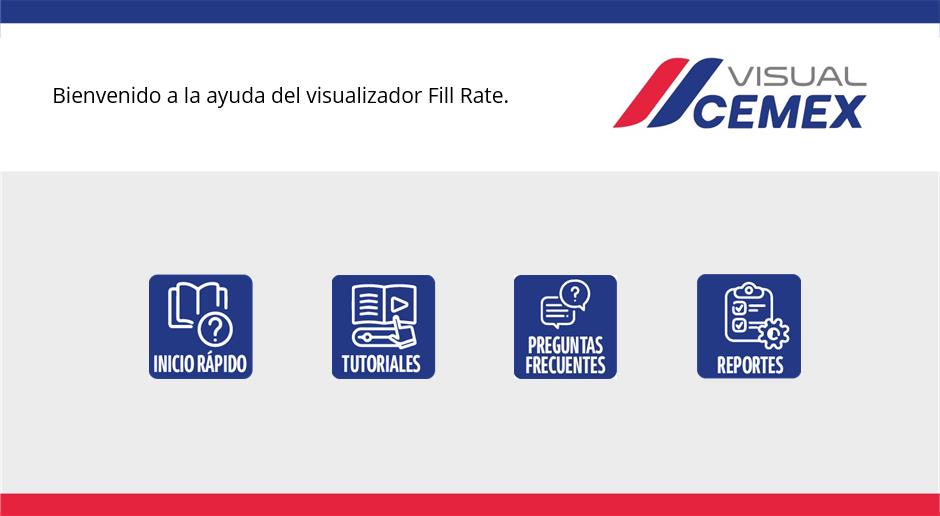 Bienvenido a la ayuda del visualizador Fill Rate.
VISUAL
CEMEX
INICIO RÁPIDO
TUTORIALES
PREGUNTAS
FRECUENTES
REPORTES